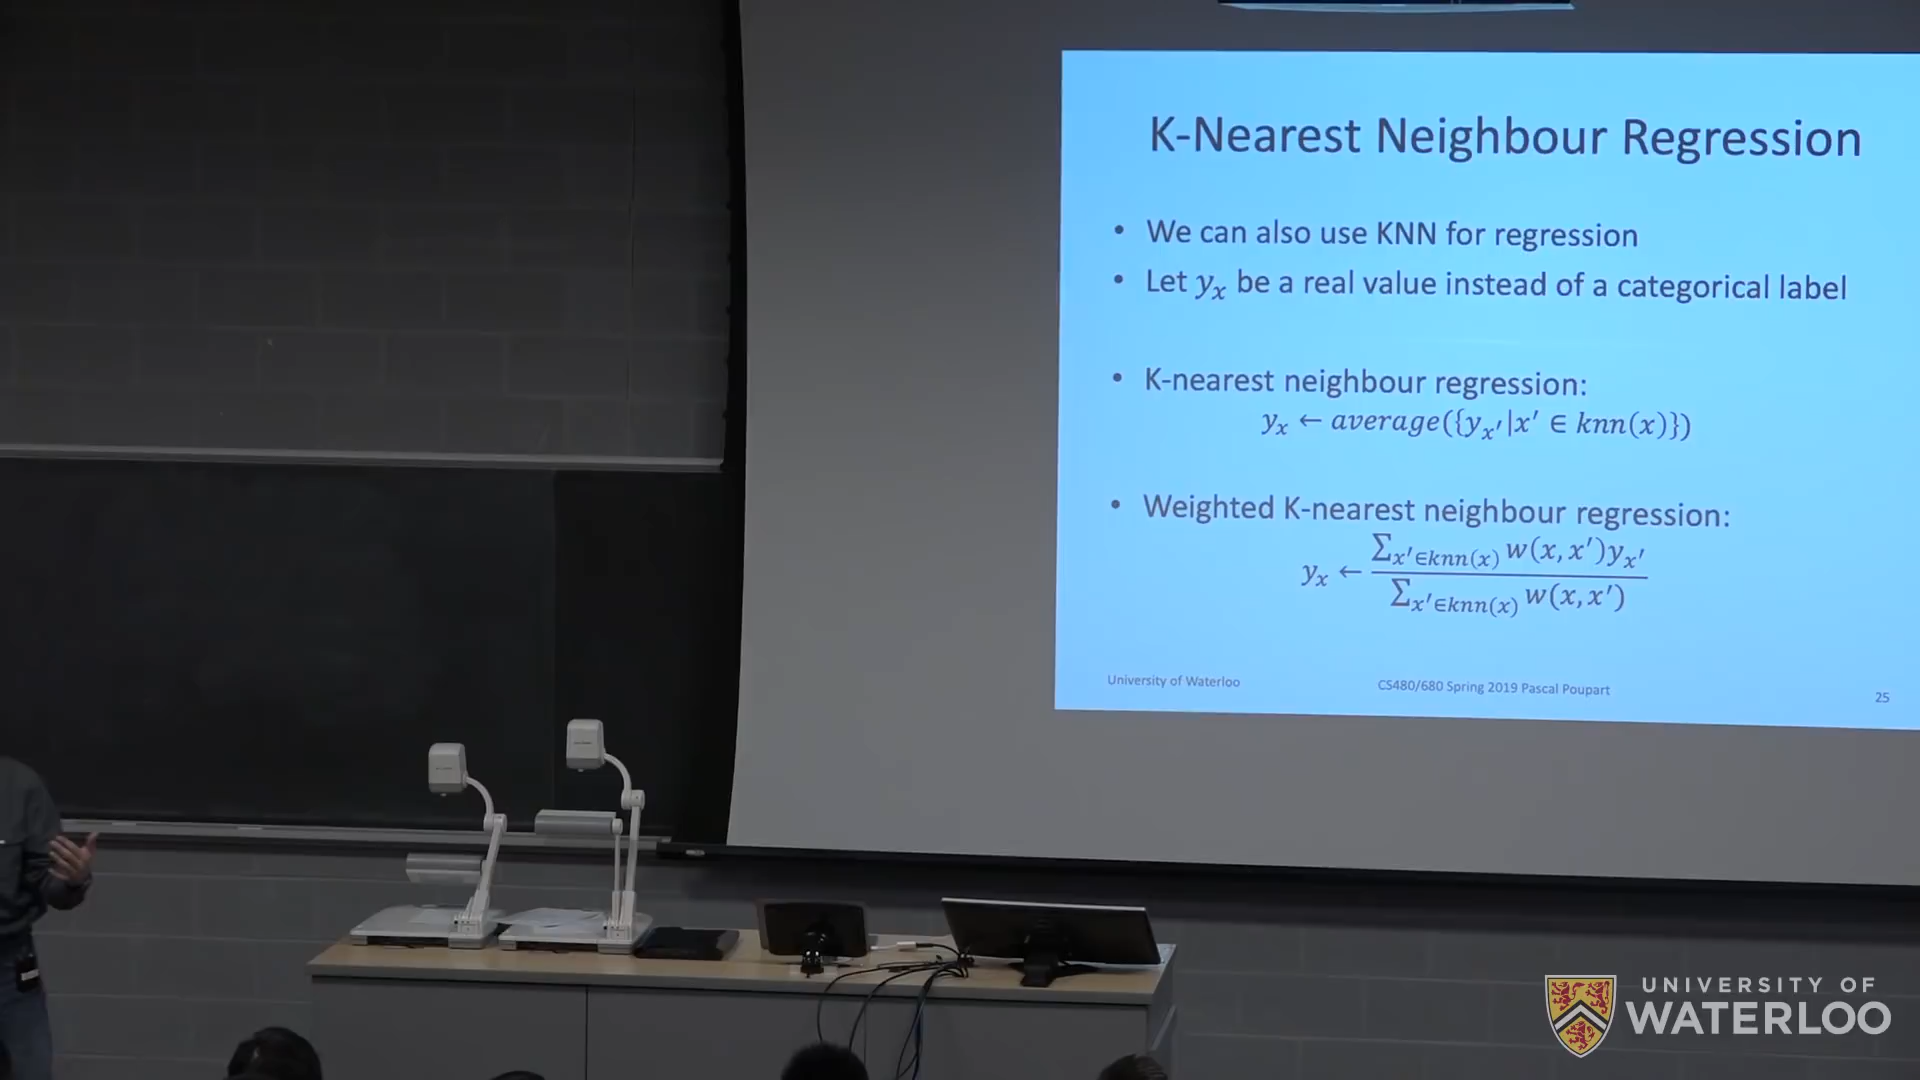 K-Nearest Neighbour Regression
• We can also use KNN for regression
• Let yₓ be a real value instead of a categorical label
• K-nearest neighbour regression:
yₓ ← average({yₓ′|x′ ∈ knn(x)})
• Weighted K-nearest neighbour regression:
yₓ ← ∑x′∈knn(x) w(x, x′)yₓ′ / ∑x′∈knn(x) w(x, x′)
University of Waterloo
CS480/680 Spring 2019 Pascal Poupart
25
UNIVERSITY OF
WATERLOO